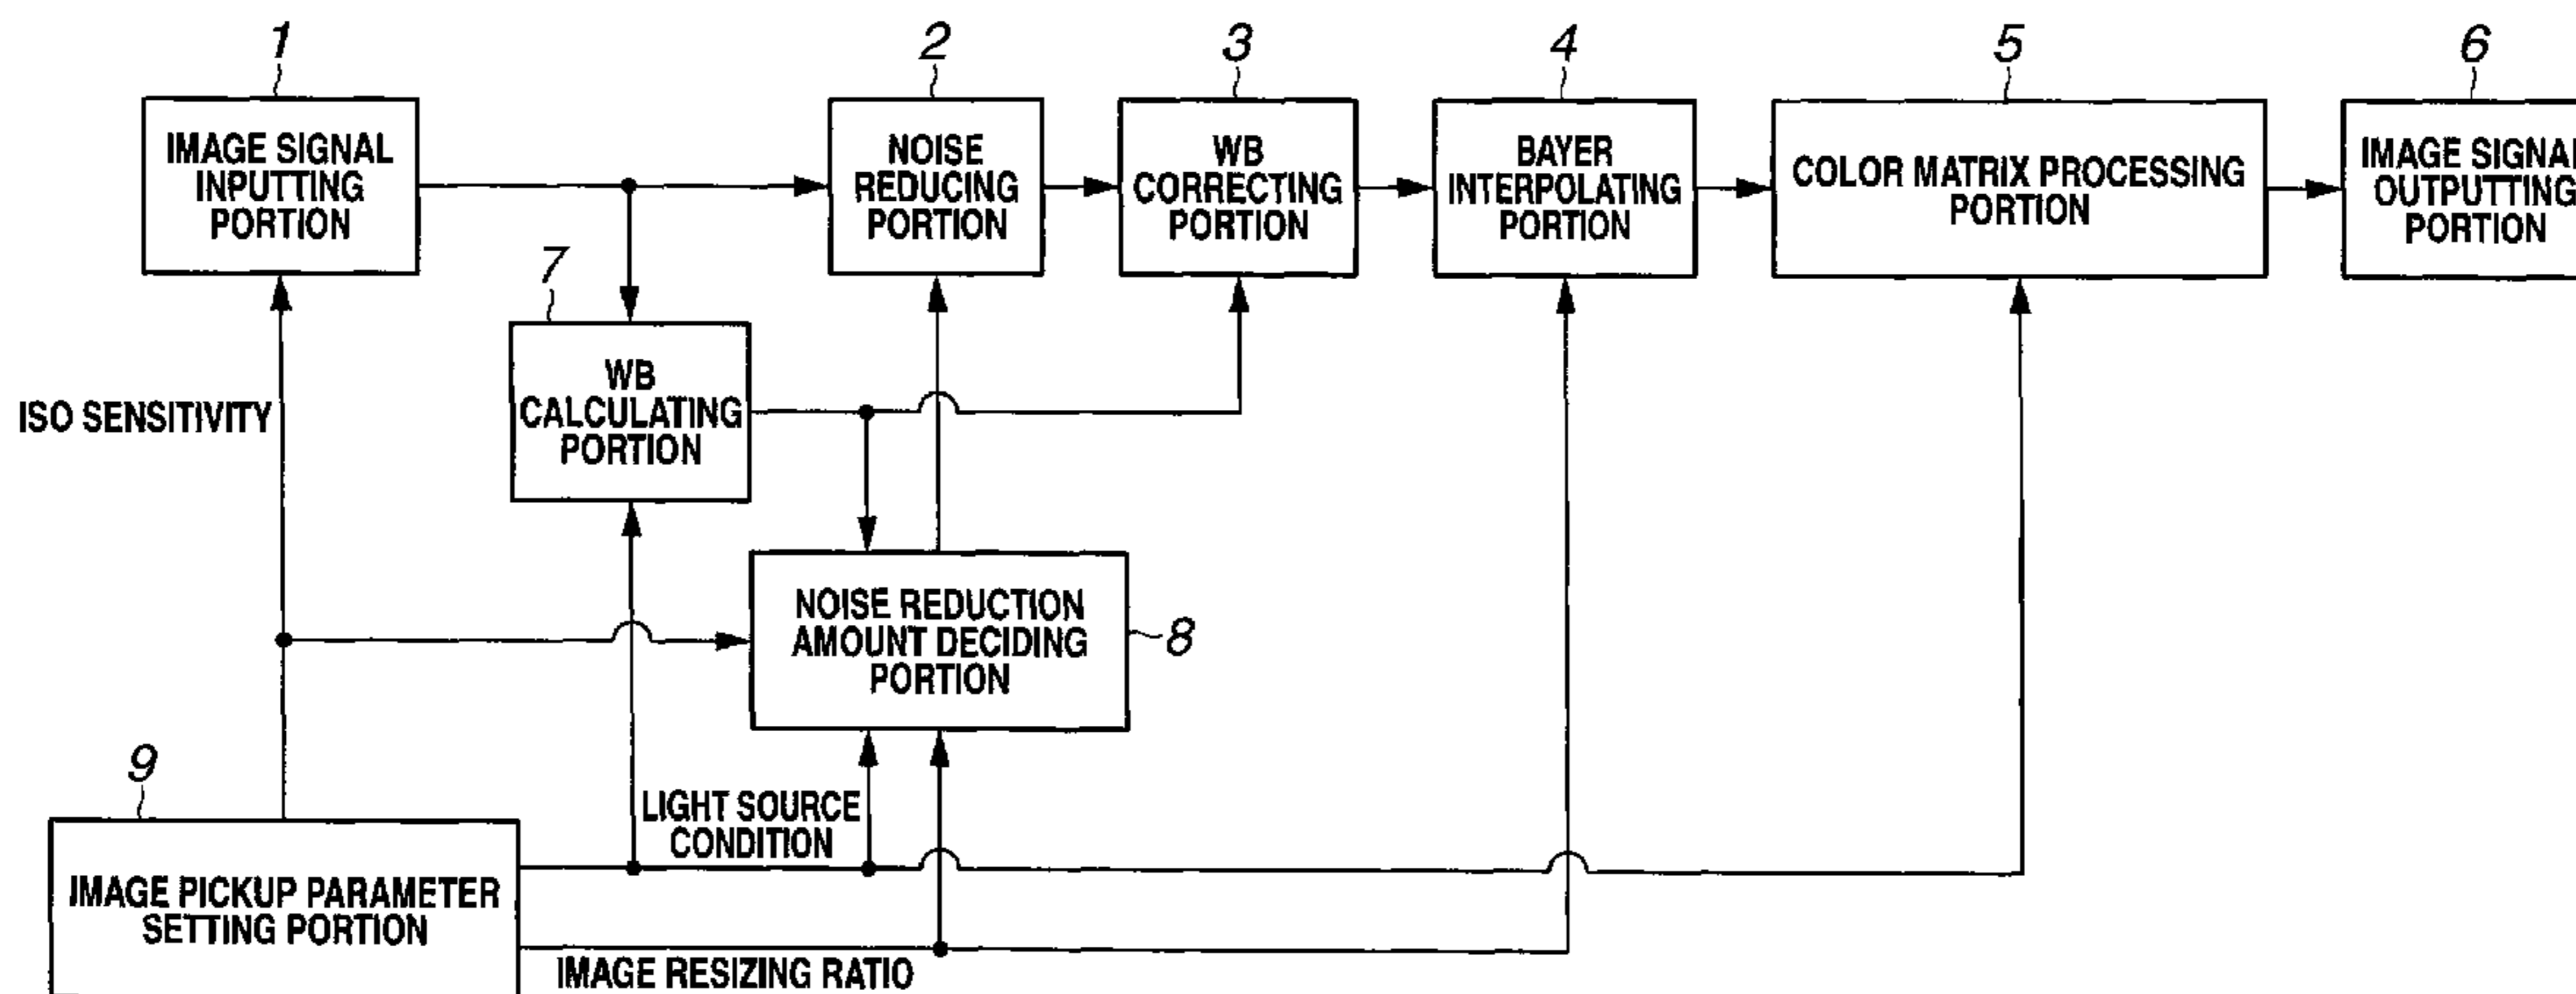 1
2
3
4
5
6
IMAGE SIGNAL
INPUTTING
PORTION
NOISE
REDUCING
PORTION
WB
CORRECTING
PORTION
BAYER
INTERPOLATING
PORTION
COLOR MATRIX PROCESSING
PORTION
IMAGE SIGNAL
OUTPUTTING
PORTION
7
WB
CALCULATING
PORTION
ISO SENSITIVITY
NOISE REDUCTION
AMOUNT DECIDING
PORTION
8
9
LIGHT SOURCE
CONDITION
IMAGE PICKUP PARAMETER
SETTING PORTION
IMAGE RESIZING RATIO